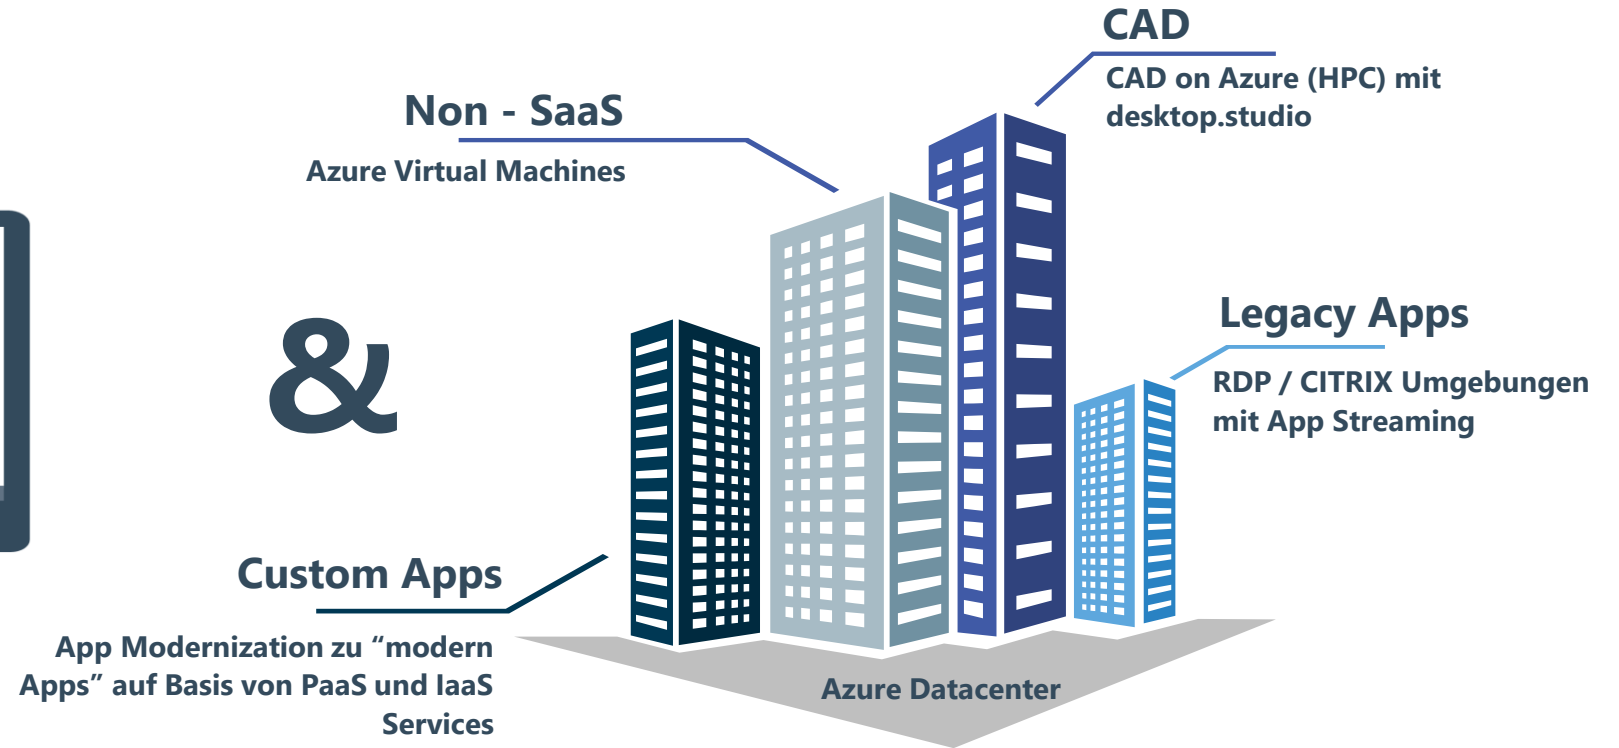 CAD
CAD on Azure (HPC) mit
desktop.studio
Non - SaaS
Azure Virtual Machines
&
Legacy Apps
RDP / CITRIX Umgebungen
mit App Streaming
Custom Apps
App Modernization zu “modern
Apps” auf Basis von PaaS und IaaS
Services
Azure Datacenter